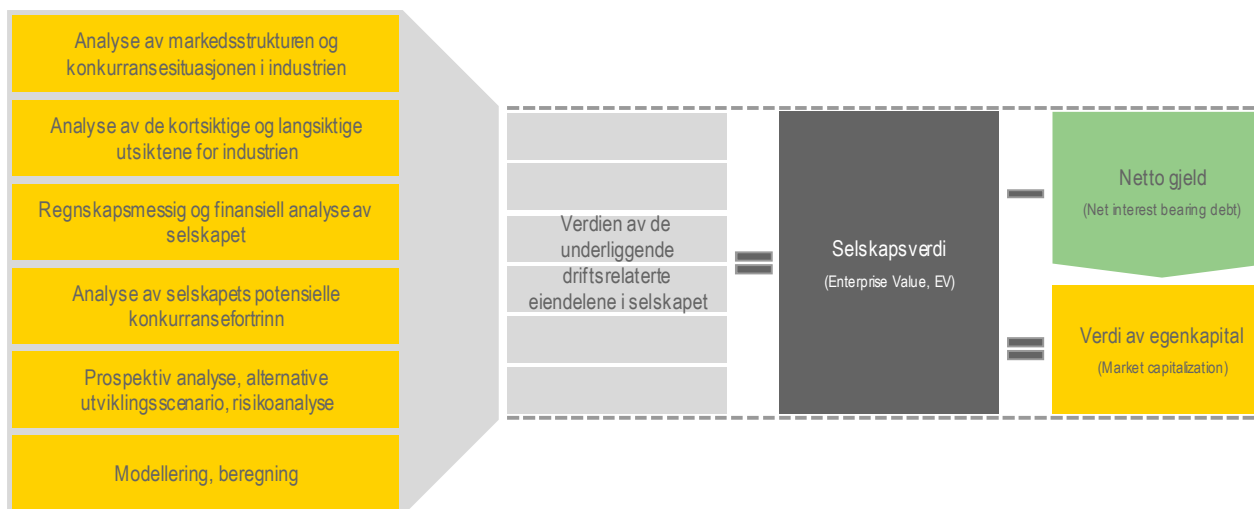 Analyse av markedsstrukturen og
konkurransesituasjonen i industrien
Analyse av de kortsiktige og langsiktige
utsiktene for industrien
Regnskapsmessig og finansiell analyse av
selskapet
Analyse av selskapets potensielle
konkurransefortrinn
Prospektiv analyse, alternative
utviklingsscenario, risikoanalyse
Modellering, beregning
Verdien av de
underliggende
driftsrelaterte
eiendelene i selskapet
Selskapsverdi
(Enterprise Value, EV)
Netto gjeld
(Net interest bearing debt)
Verdi av egenkapital
(Market capitalization)